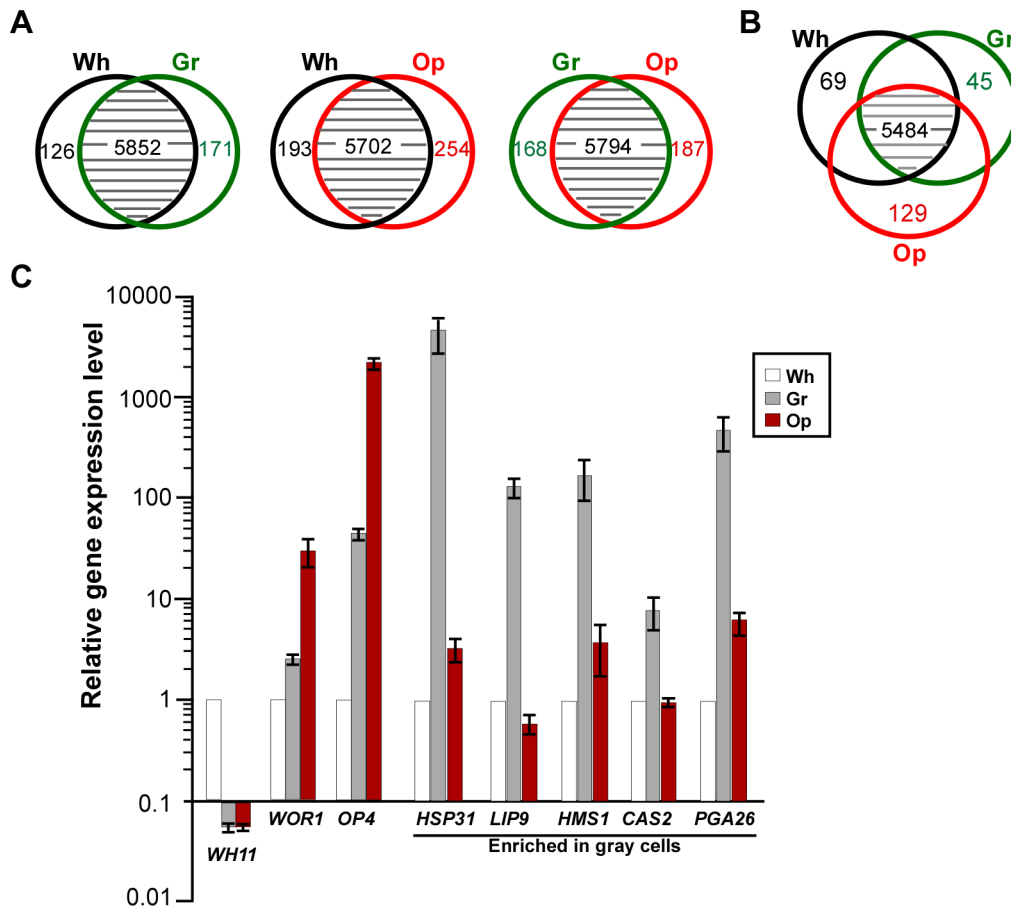 A
Wh Gr
126 5852 171
Wh Op
193 5702 254
Gr Op
168 5794 187
B
Wh Gr
69 45
5484
129
Op
C
Relative gene expression level
10000
1000
100
10
1
0.1
0.01
Wh
Gr
Op
WH11
WOR1 OP4 HSP31 LIP9 HMS1 CAS2 PGA26
Enriched in gray cells